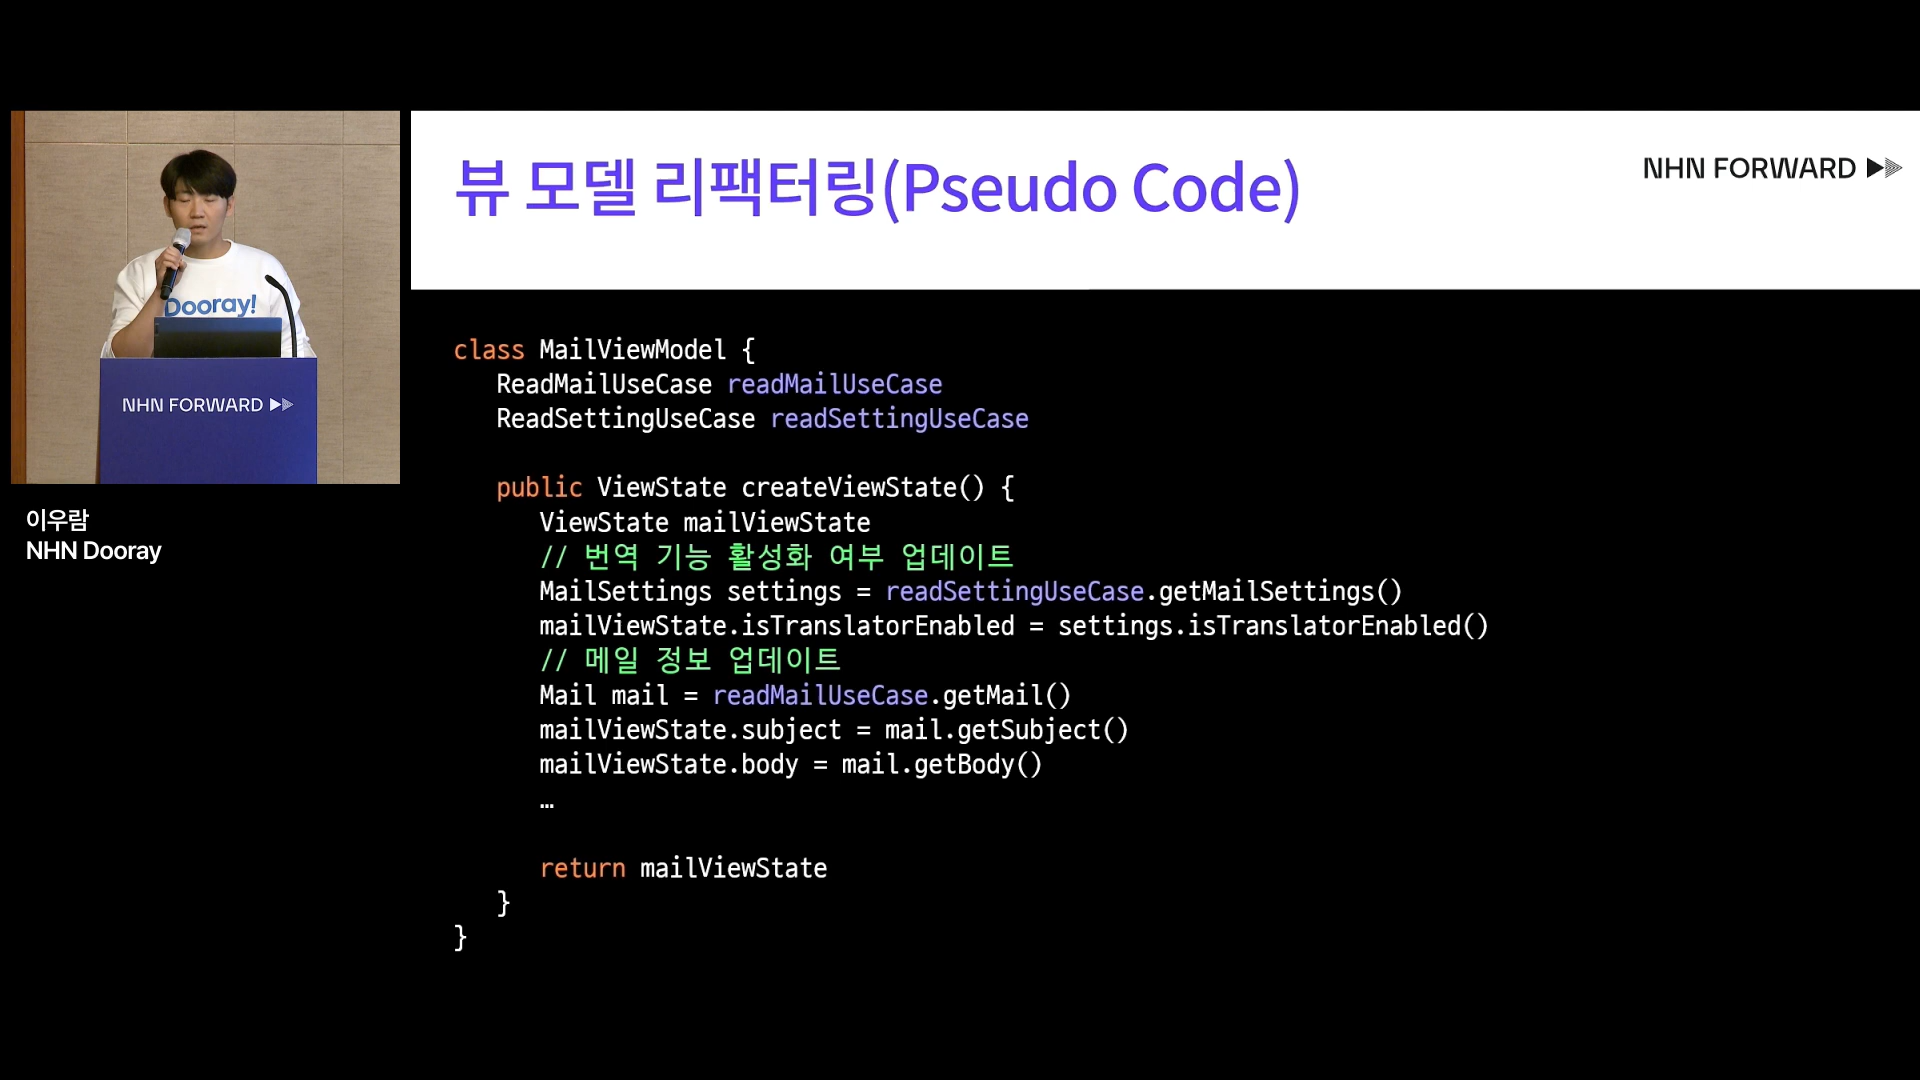 뷰 모델 리팩터링(Pseudo Code)
NHN FORWARD
Dooray!
NHN FORWARD
이우람
NHN Dooray
class MailViewModel {
ReadMailUseCase readMailUseCase
ReadSettingUseCase readSettingUseCase
public ViewState createViewState() {
ViewState mailViewState
// 번역 기능 활성화 여부 업데이트
MailSettings settings = readSettingUseCase.getMailSettings()
mailViewState.isTranslatorEnabled = settings.isTranslatorEnabled()
// 메일 정보 업데이트
Mail mail = readMailUseCase.getMail()
mailViewState.subject = mail.getSubject()
mailViewState.body = mail.getBody()
…
return mailViewState
}
}